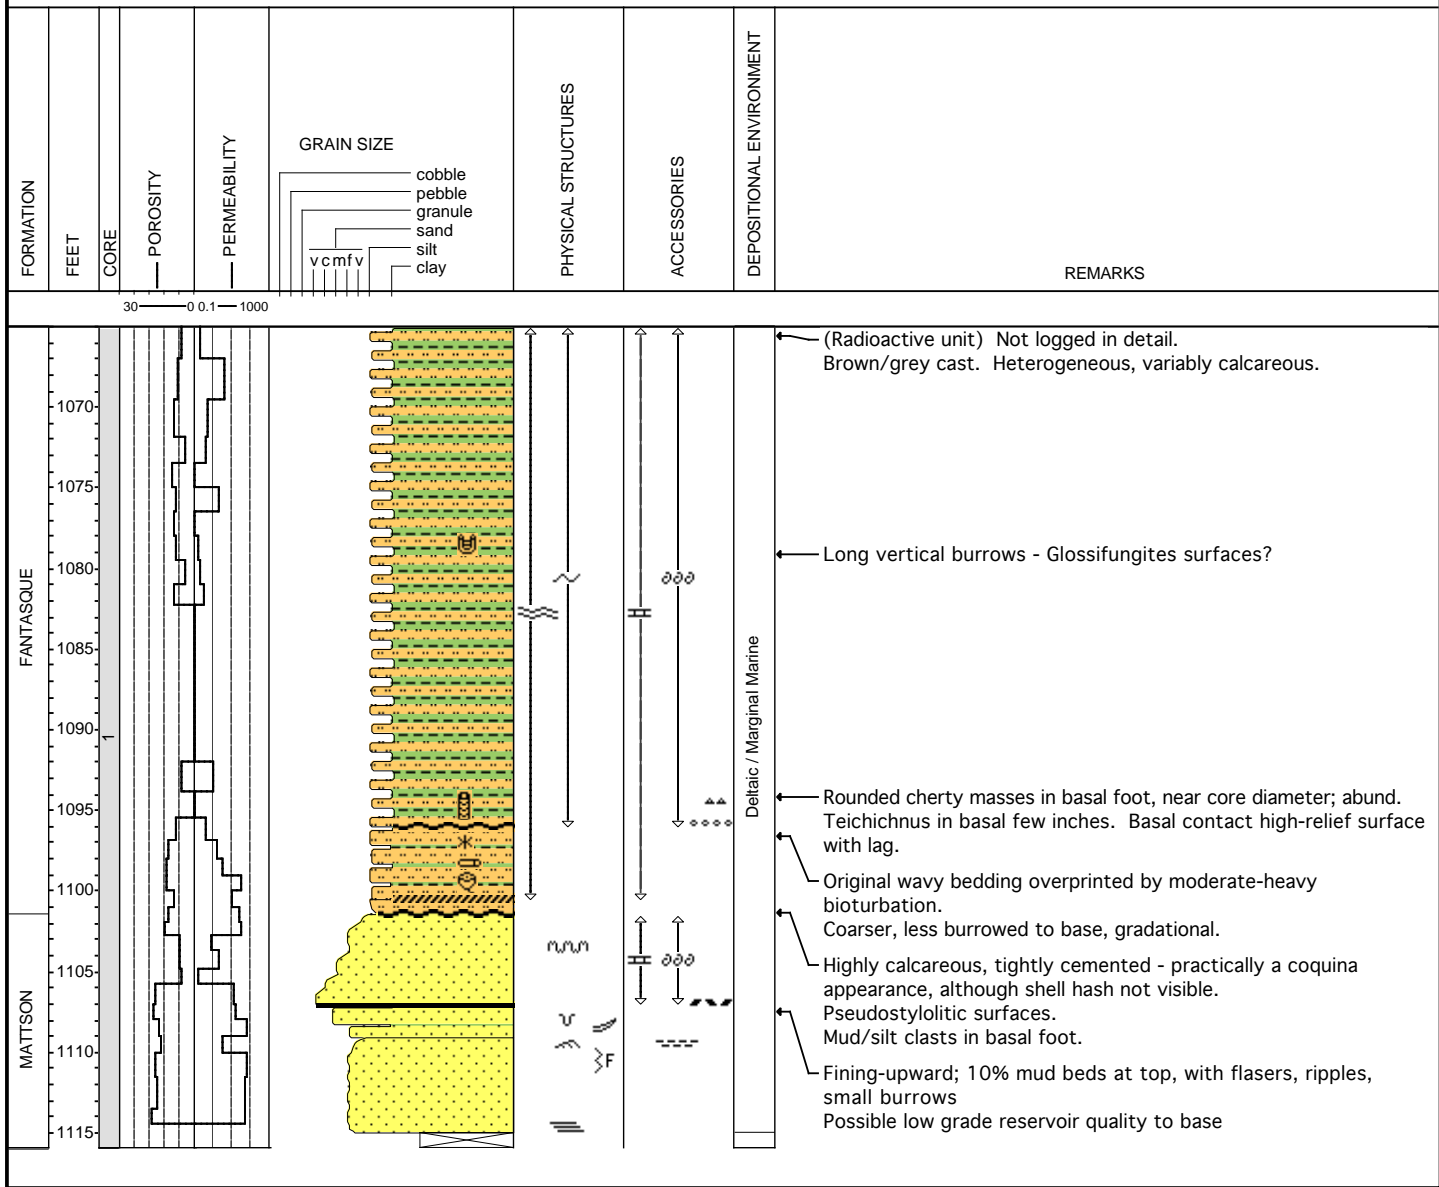 FORMATION
FEET
CORE
POROSITY
PERMEABILITY
GRAIN SIZE
cobble
pebble
granule
sand
silt
clay
v c m f v
PHYSICAL STRUCTURES
ACCESSORIES
DEPOSITIONAL ENVIRONMENT
REMARKS
30 0 0.1 1000
FANTASQUE
MATTSON
1070
1075
1080
1085
1090
1095
1100
1105
1110
1115
1
F
Deltaic / Marginal Marine
(Radioactive unit) Not logged in detail.
Brown/grey cast. Heterogeneous, variably calcareous.
Long vertical burrows - Glossifungites surfaces?
Rounded cherty masses in basal foot, near core diameter; abund.
Teichichnus in basal few inches. Basal contact high-relief surface
with lag.
Original wavy bedding overprinted by moderate-heavy
bioturbation.
Coarser, less burrowed to base, gradational.
Highly calcareous, tightly cemented - practically a coquina
appearance, although shell hash not visible.
Pseudostylolitic surfaces.
Mud/silt clasts in basal foot.
Fining-upward; 10% mud beds at top, with flasers, ripples,
small burrows
Possible low grade reservoir quality to base